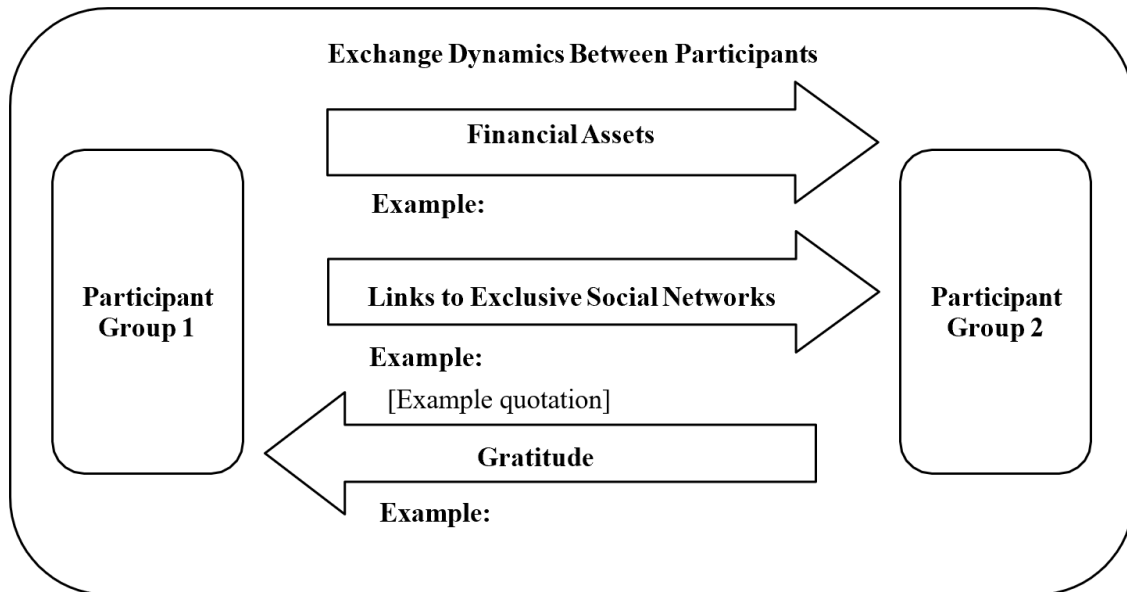 Exchange Dynamics Between Participants
Financial Assets
Example:
Participant
Group 1
Links to Exclusive Social Networks
Participant
Group 2
Example:
[Example quotation]
Gratitude
Example: